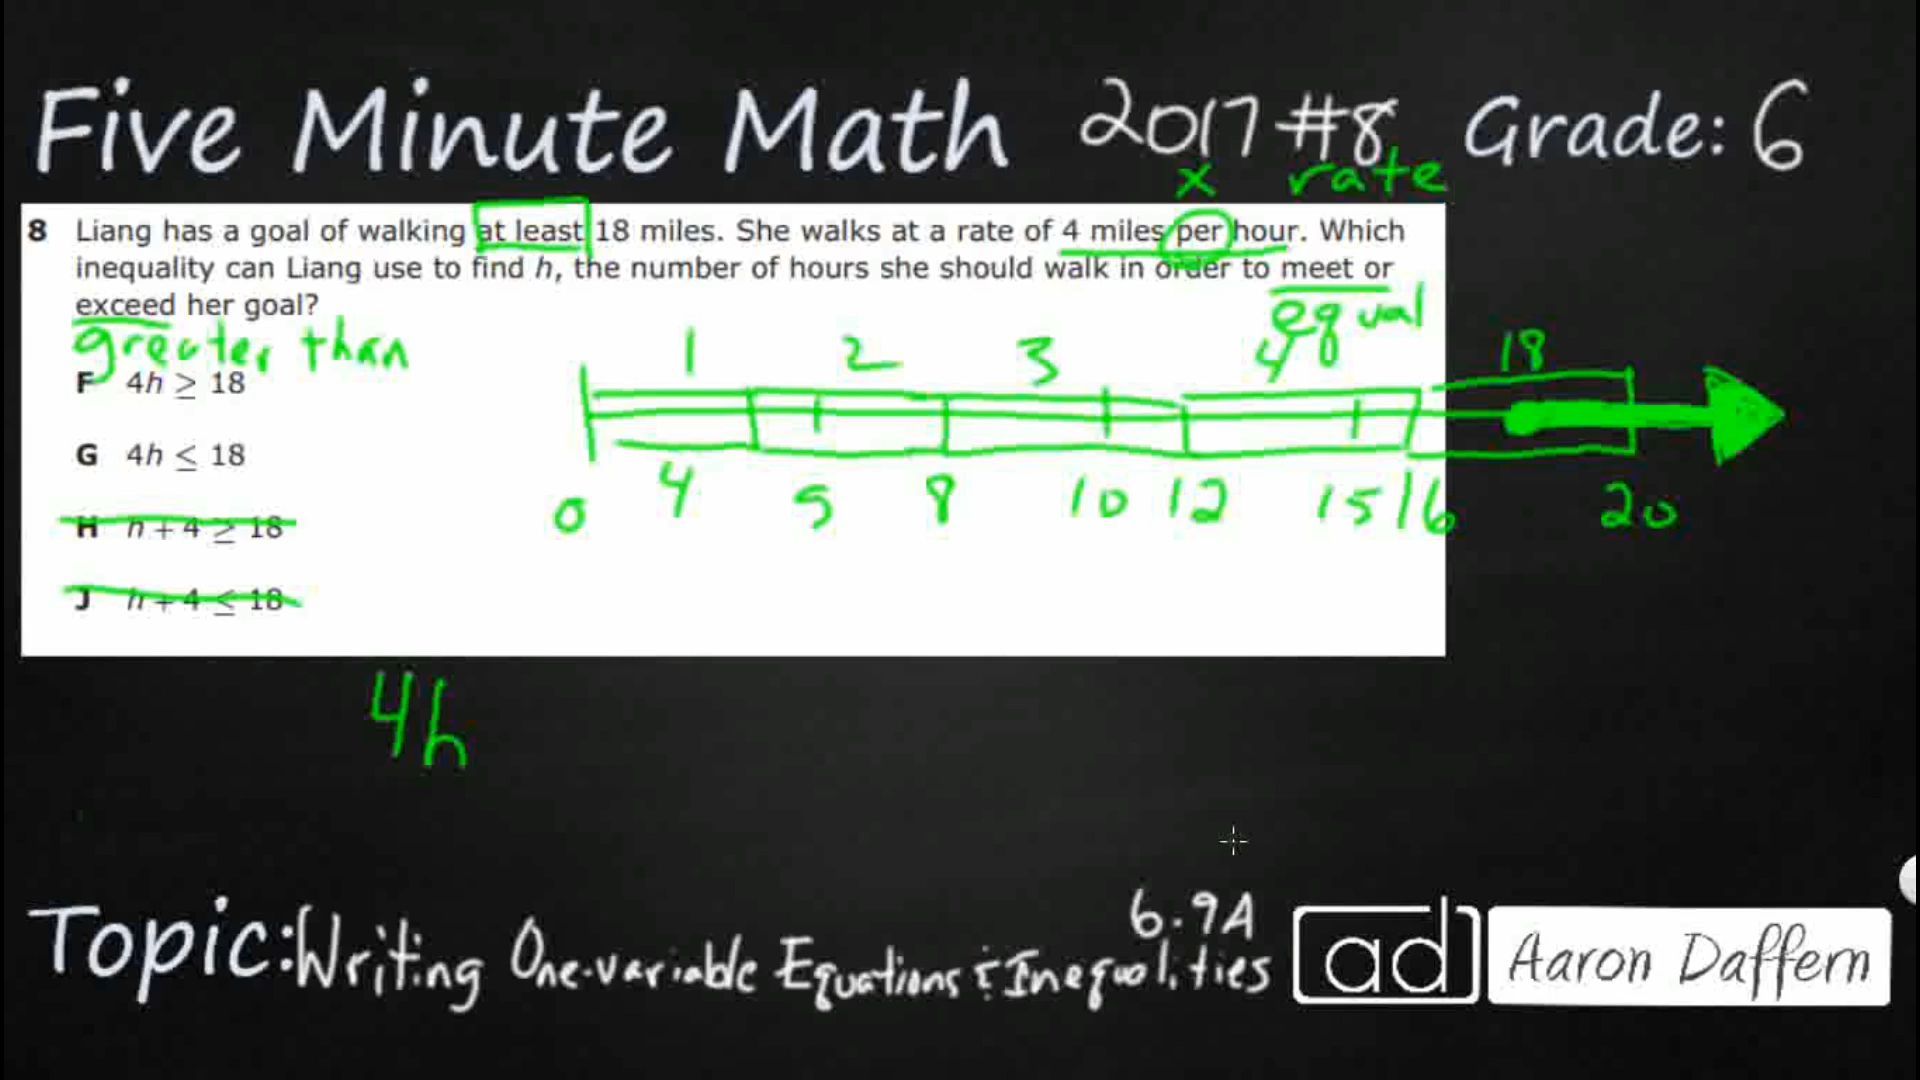 Five Minute Math 2017 #8 Grade: 6
x rate
8 Liang has a goal of walking at least 18 miles. She walks at a rate of 4 miles per hour. Which
inequality can Liang use to find h, the number of hours she should walk in order to meet or
exceed her goal?
equal
greater than
1 2 3 4 18
F 4h ≥ 18
G 4h ≤ 18
0 4 5 8 10 12 15 16 20
H h + 4 ≥ 18
J h + 4 ≤ 18
4h
6.9A
Topic: Writing One-variable Equations & Inequalities
ad Aaron Daffern